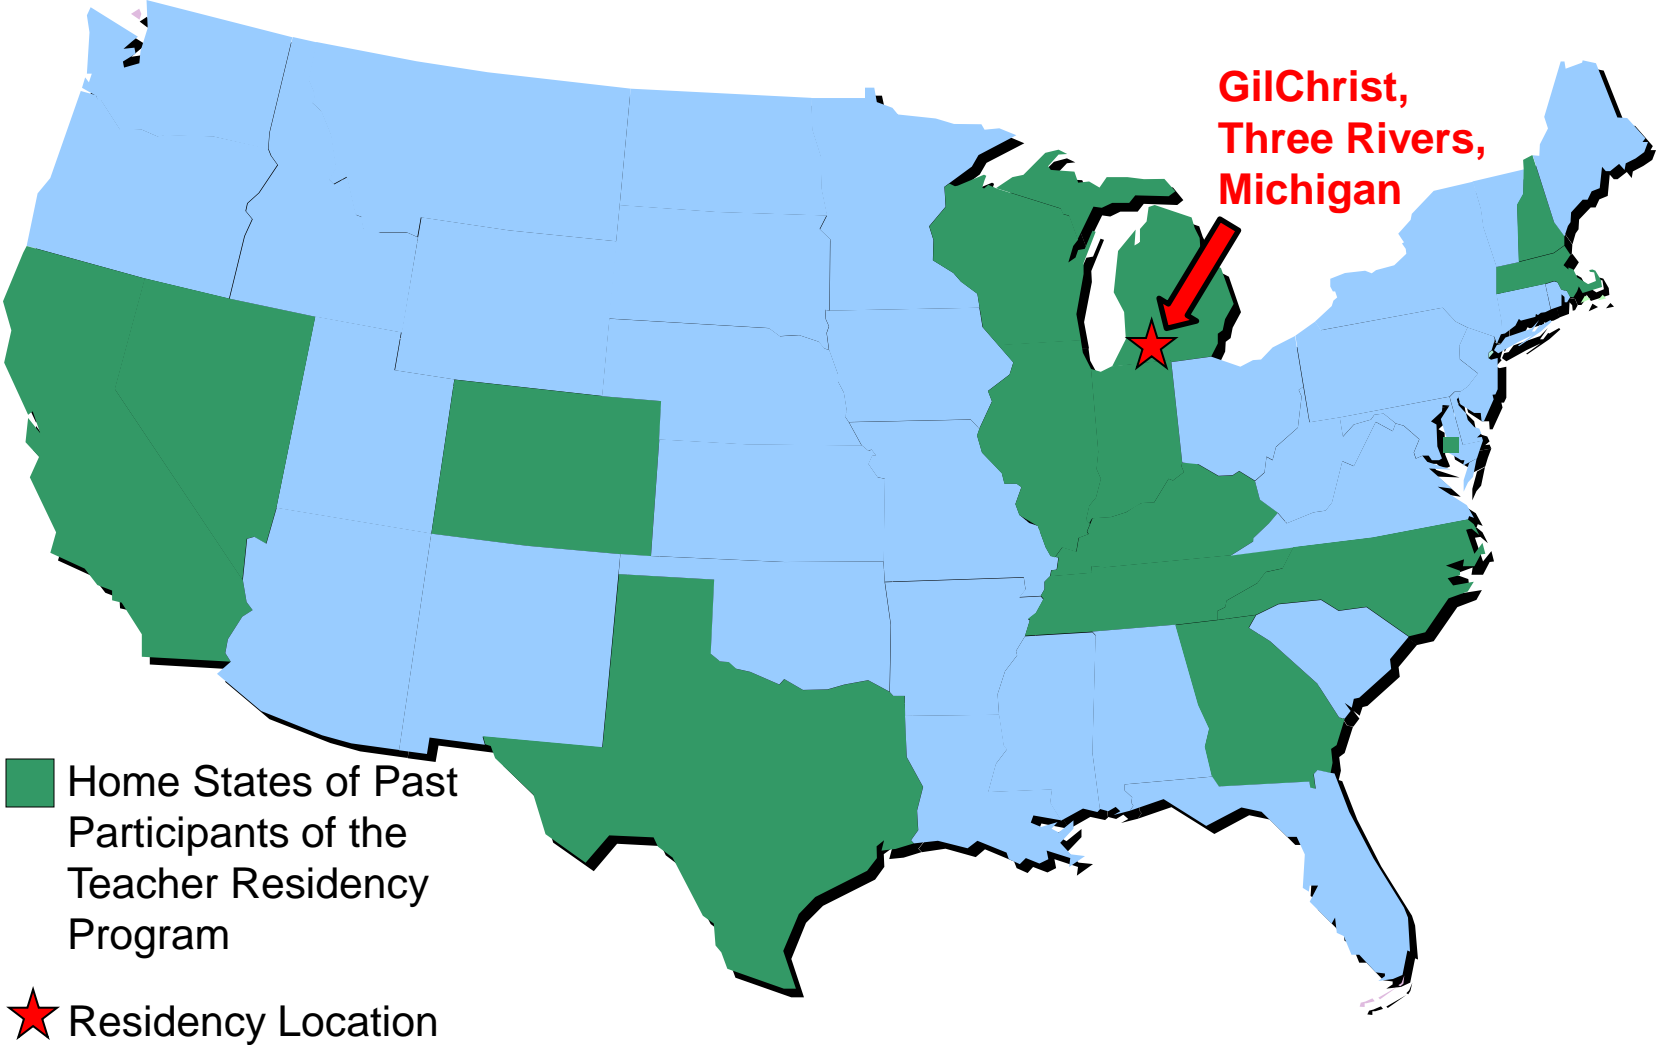 GilChrist,
Three Rivers,
Michigan
Home States of Past
Participants of the
Teacher Residency
Program
Residency Location